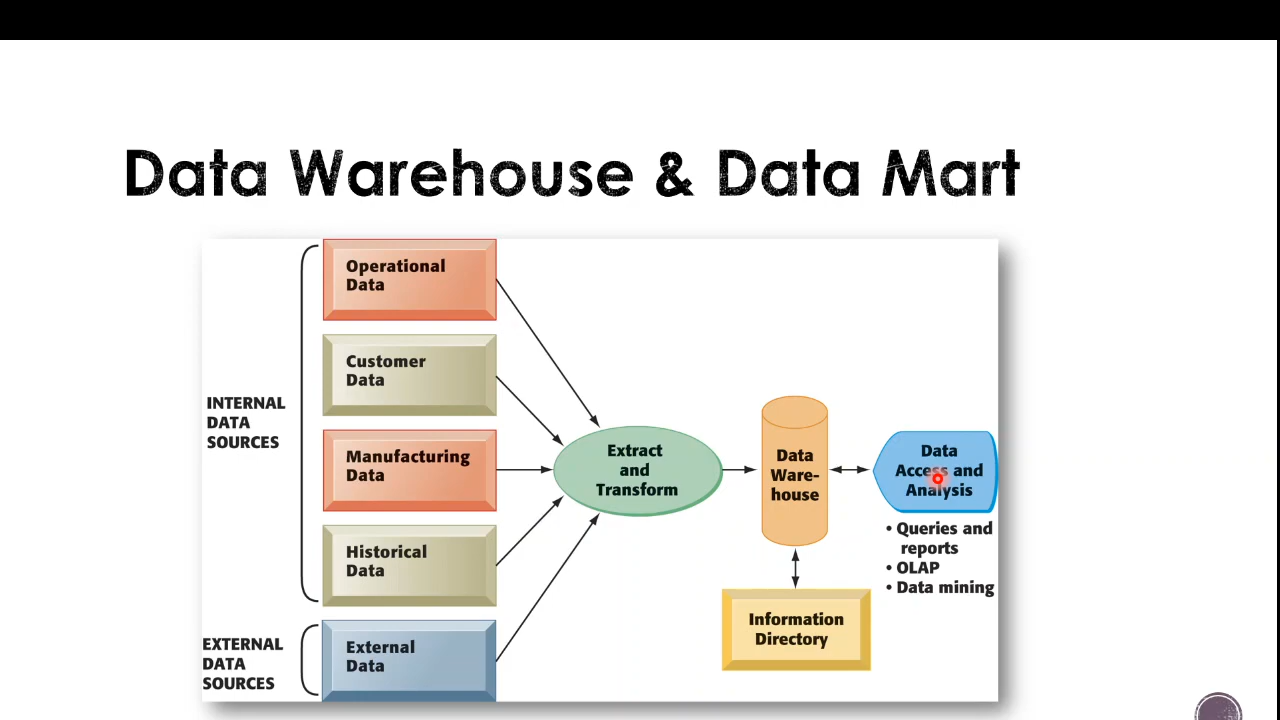 Data Warehouse & Data Mart
Operational
Data
Customer
Data
INTERNAL
DATA
SOURCES
Manufacturing
Data
Historical
Data
EXTERNAL
DATA
SOURCES
External
Data
Extract
and
Transform
Data
Ware-
house
Information
Directory
Data
Access and
Analysis
• Queries and
reports
• OLAP
• Data mining